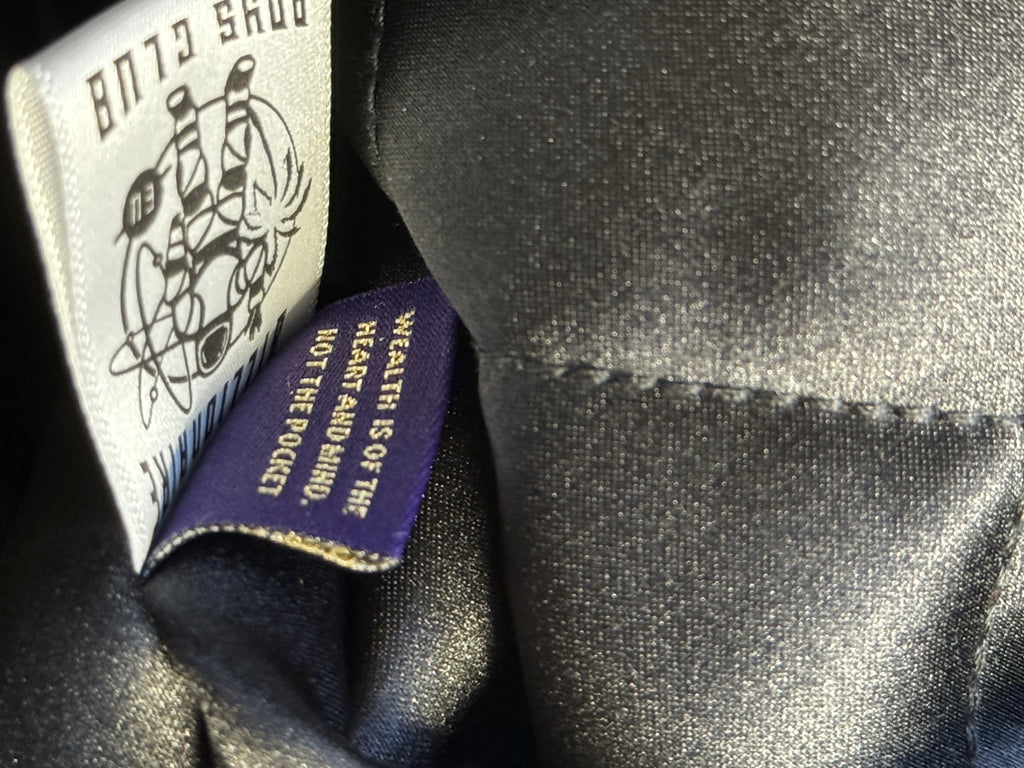 BOYS CLUB
WEALTH IS OF THE
HEART AND MIND.
NOT THE POCKET